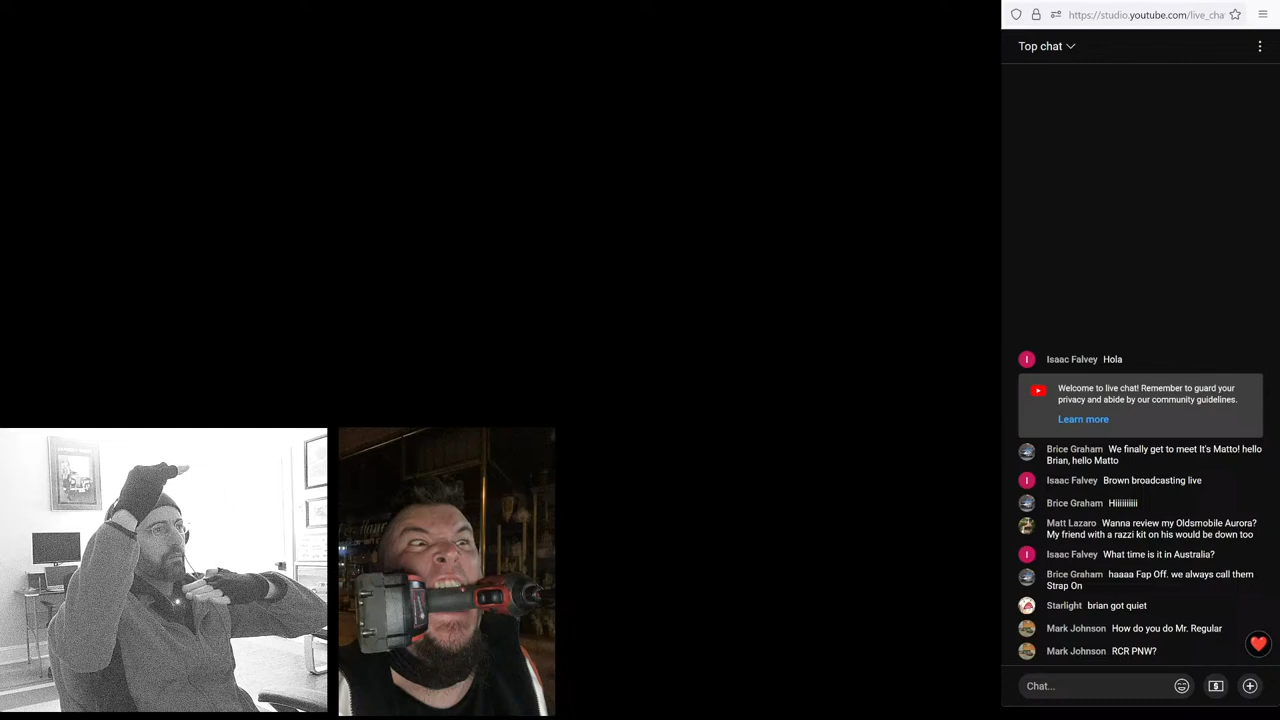 https://studio.youtube.com/live_cha
Top chat
Isaac Falvey Hola
Welcome to live chat! Remember to guard your
privacy and abide by our community guidelines.
Learn more
Brice Graham We finally get to meet It's Matto! hello
Brian, hello Matto
Isaac Falvey Brown broadcasting live
Brice Graham Hiiiiiiiiiii
Matt Lazaro Wanna review my Oldsmobile Aurora?
My friend with a razzi kit on his would be down too
Isaac Falvey What time is it in Australia?
Brice Graham haaaa Fap Off. we always call them
Strap On
Starlight brian got quiet
Mark Johnson How do you do Mr. Regular
Mark Johnson RCR PNW?
Chat...